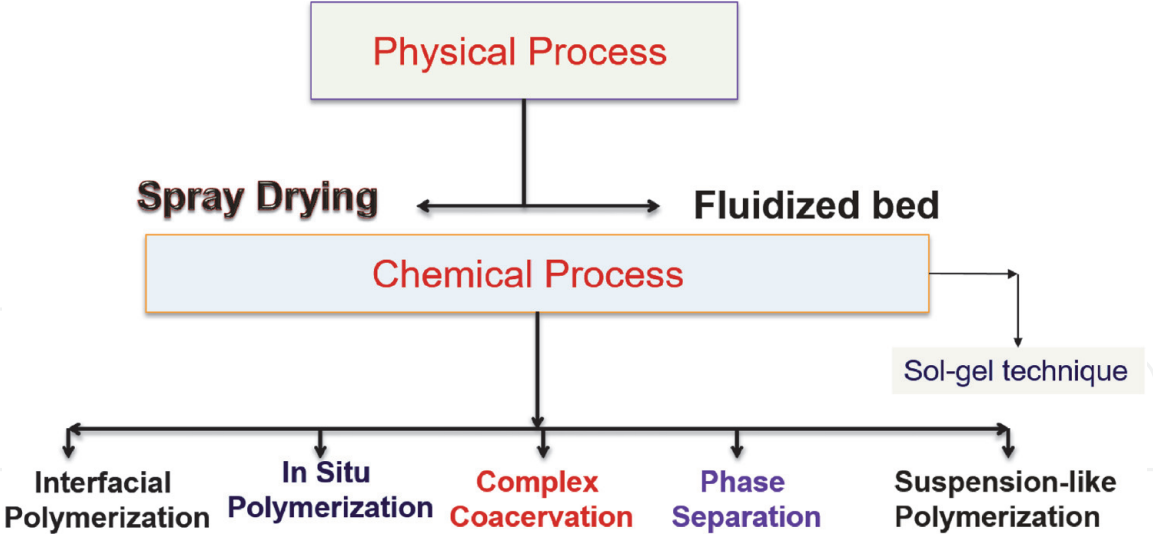 Physical Process
Spray Drying
Fluidized bed
Chemical Process
Sol-gel technique
Interfacial
Polymerization
In Situ
Polymerization
Complex
Coacervation
Phase
Separation
Suspension-like
Polymerization